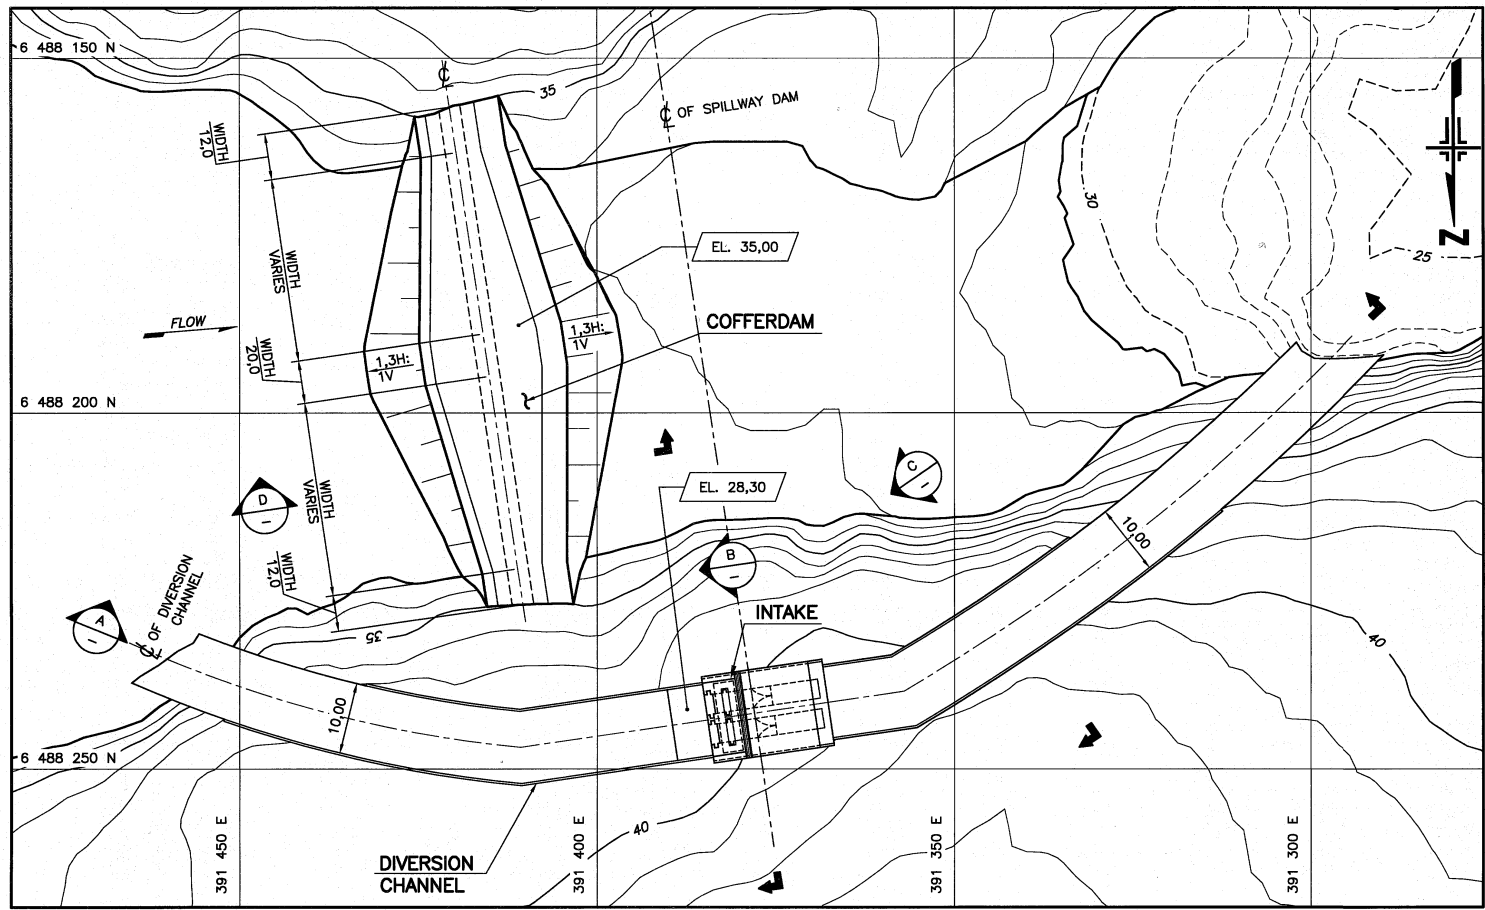 6 488 150 N
℄
35
℄ OF SPILLWAY DAM
WIDTH
12,0
30
N
EL. 35,00
25
WIDTH
VARIES
FLOW
COFFERDAM
1,3H:
1V
WIDTH
20,0
1,3H:
1V
6 488 200 N
C
–
EL. 28,30
D
–
WIDTH
VARIES
10,00
B
–
WIDTH
12,0
℄ OF DIVERSION
CHANNEL
A
–
INTAKE
35
40
10,00
6 488 250 N
40
391 450 E
391 400 E
391 350 E
391 300 E
DIVERSION
CHANNEL